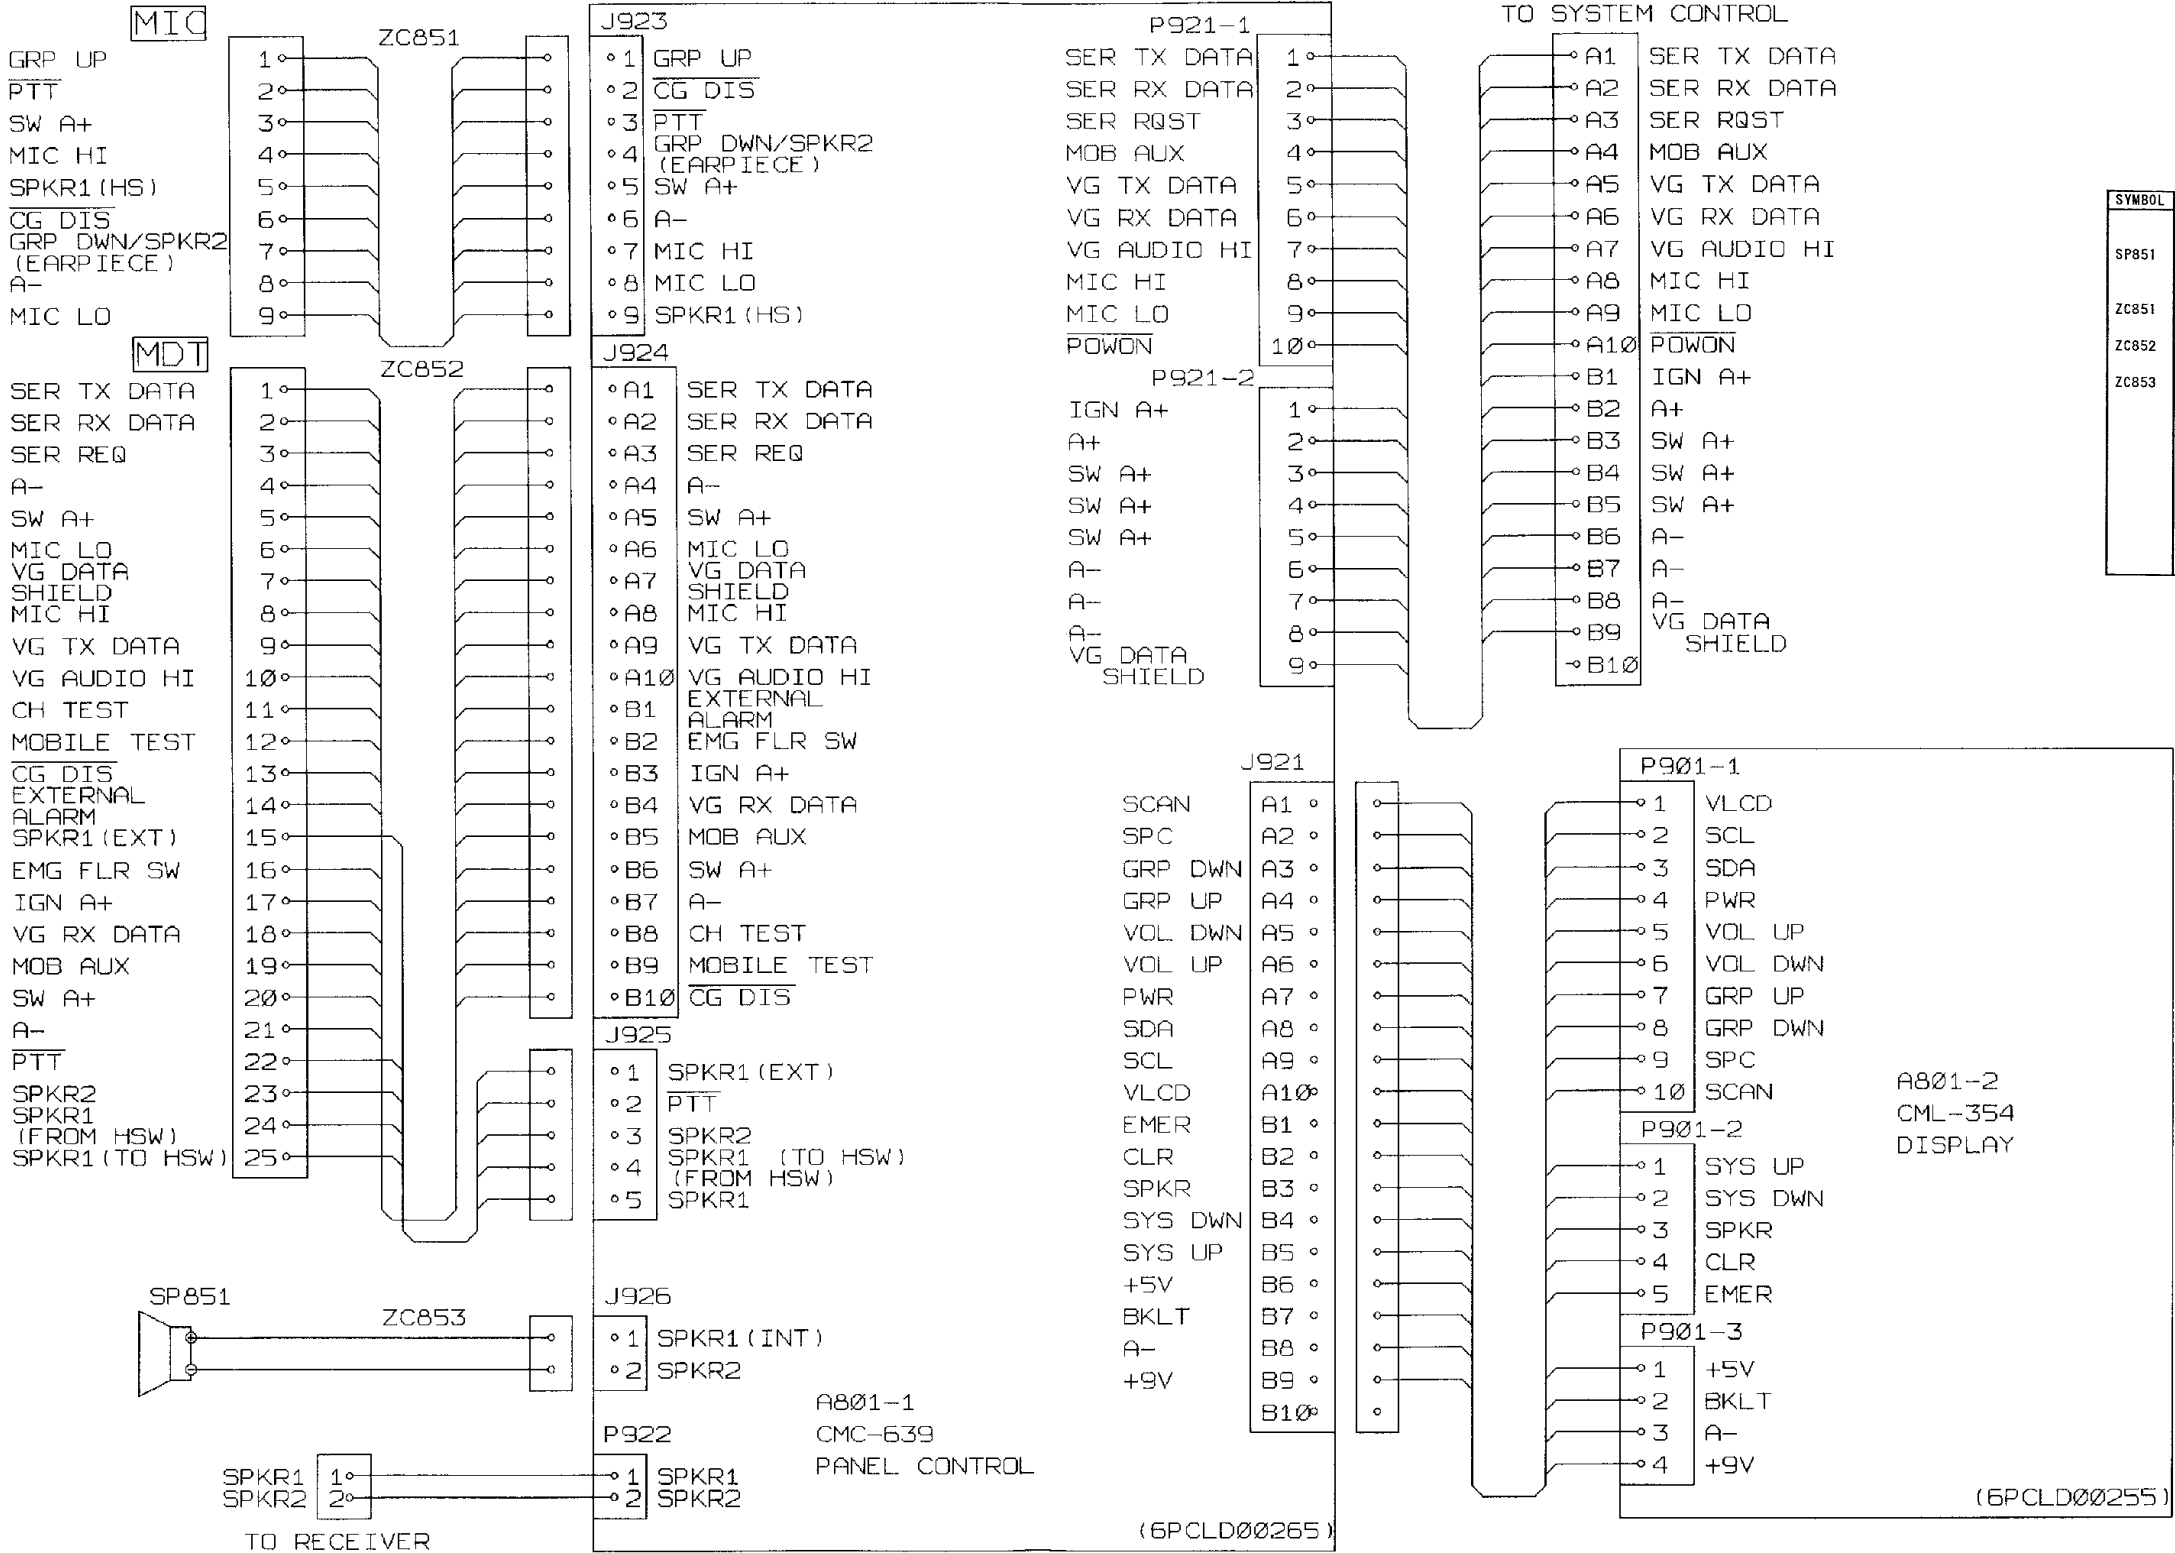 MIC
ZC851
GRP UP 1
PTT 2
SW A+ 3
MIC HI 4
SPKR1(HS) 5
CG DIS 6
GRP DWN/SPKR2
(EARPIECE) 7
A- 8
MIC LO 9
J923
1 GRP UP
2 CG DIS
3 PTT
4 GRP DWN/SPKR2
(EARPIECE)
5 SW A+
6 A-
7 MIC HI
8 MIC LO
9 SPKR1(HS)
MDT
ZC852
SER TX DATA 1
SER RX DATA 2
SER REQ 3
A- 4
SW A+ 5
MIC LO 6
VG DATA
SHIELD 7
MIC HI 8
VG TX DATA 9
VG AUDIO HI 10
CH TEST 11
MOBILE TEST 12
CG DIS 13
EXTERNAL
ALARM 14
SPKR1(EXT) 15
EMG FLR SW 16
IGN A+ 17
VG RX DATA 18
MOB AUX 19
SW A+ 20
A- 21
PTT 22
SPKR2 23
SPKR1
(FROM HSW) 24
SPKR1(TO HSW) 25
J924
A1 SER TX DATA
A2 SER RX DATA
A3 SER REQ
A4 A-
A5 SW A+
A6 MIC LO
A7 VG DATA
SHIELD
A8 MIC HI
A9 VG TX DATA
A10 VG AUDIO HI
B1 EXTERNAL
ALARM
B2 EMG FLR SW
B3 IGN A+
B4 VG RX DATA
B5 MOB AUX
B6 SW A+
B7 A-
B8 CH TEST
B9 MOBILE TEST
B10 CG DIS
J925
1 SPKR1(EXT)
2 PTT
3 SPKR2
4 SPKR1 (TO HSW)
(FROM HSW)
5 SPKR1
SP851
ZC853
J926
1 SPKR1(INT)
2 SPKR2
P922
1 SPKR1
2 SPKR2
SPKR1 1
SPKR2 2
TO RECEIVER
A801-1
CMC-639
PANEL CONTROL
(6PCLD00265)
P921-1
SER TX DATA 1
SER RX DATA 2
SER RQST 3
MOB AUX 4
VG TX DATA 5
VG RX DATA 6
VG AUDIO HI 7
MIC HI 8
MIC LO 9
POWON 10
P921-2
IGN A+ 1
A+ 2
SW A+ 3
SW A+ 4
SW A+ 5
A- 6
A- 7
A- 8
VG DATA
SHIELD 9
TO SYSTEM CONTROL
A1 SER TX DATA
A2 SER RX DATA
A3 SER RQST
A4 MOB AUX
A5 VG TX DATA
A6 VG RX DATA
A7 VG AUDIO HI
A8 MIC HI
A9 MIC LO
A10 POWON
B1 IGN A+
B2 A+
B3 SW A+
B4 SW A+
B5 SW A+
B6 A-
B7 A-
B8 A-
B9 VG DATA
SHIELD
B10
J921
SCAN A1
SPC A2
GRP DWN A3
GRP UP A4
VOL DWN A5
VOL UP A6
PWR A7
SDA A8
SCL A9
VLCD A10
EMER B1
CLR B2
SPKR B3
SYS DWN B4
SYS UP B5
+5V B6
BKLT B7
A- B8
+9V B9
B10
P901-1
1 VLCD
2 SCL
3 SDA
4 PWR
5 VOL UP
6 VOL DWN
7 GRP UP
8 GRP DWN
9 SPC
10 SCAN
P901-2
1 SYS UP
2 SYS DWN
3 SPKR
4 CLR
5 EMER
P901-3
1 +5V
2 BKLT
3 A-
4 +9V
A801-2
CML-354
DISPLAY
(6PCLD00255)
SYMBOL
SP851
ZC851
ZC852
ZC853